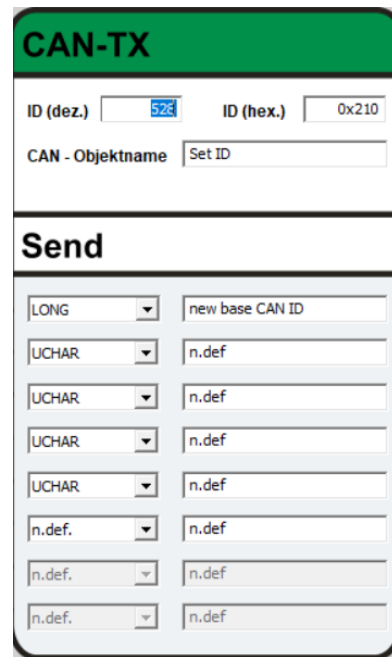 CAN-TX
ID (dez.) 528 ID (hex.) 0x210
CAN - Objektname Set ID
Send
LONG new base CAN ID
UCHAR n.def
UCHAR n.def
UCHAR n.def
UCHAR n.def
n.def. n.def
n.def. n.def
n.def. n.def